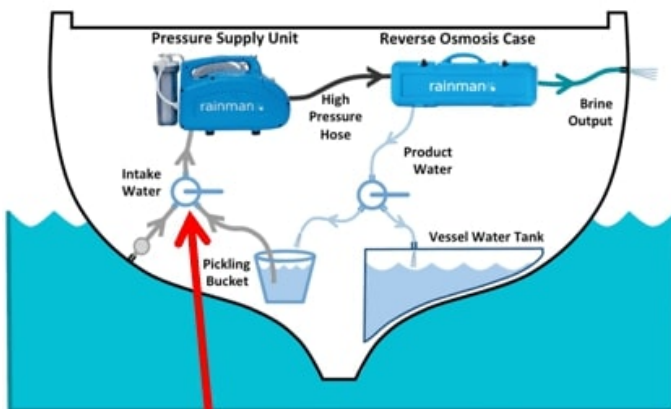 Pressure Supply Unit
Reverse Osmosis Case
rainman
rainman
High
Pressure
Hose
Brine
Output
Intake
Water
Product
Water
Pickling
Bucket
Vessel Water Tank